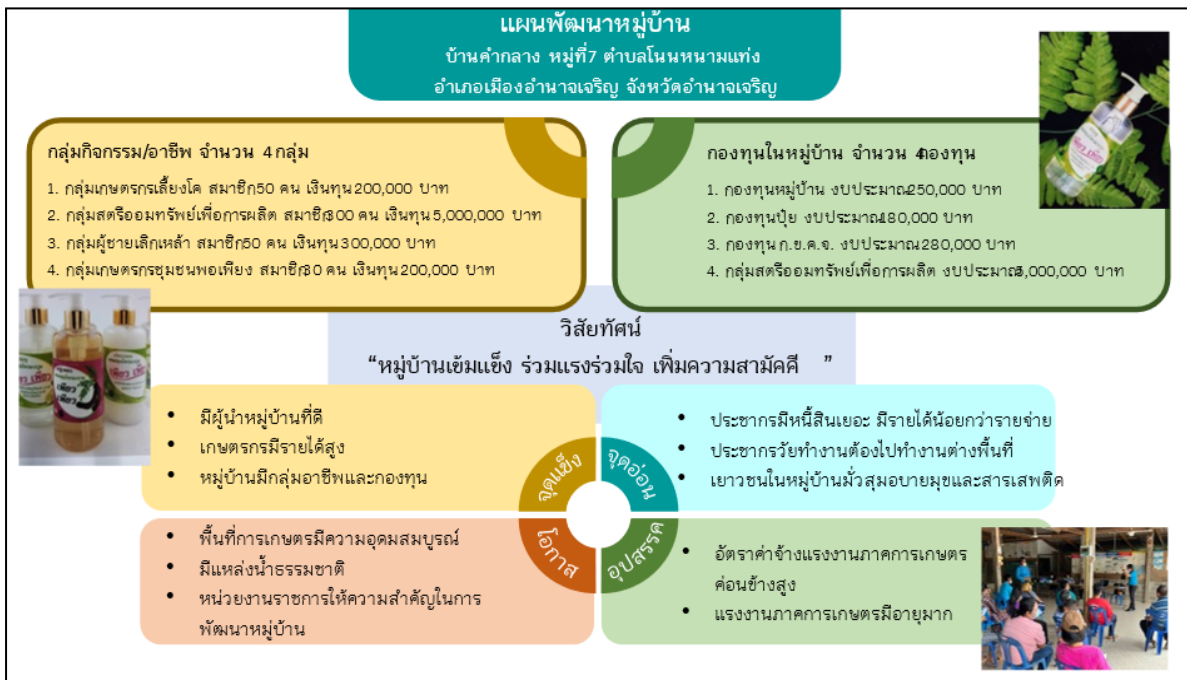 แผนพัฒนาหมู่บ้าน
บ้านคำกลาง หมู่ที่7 ตำบลโนนหนามแท่ง
อำเภอเมืองอำนาจเจริญ จังหวัดอำนาจเจริญ
กลุ่มกิจกรรม/อาชีพ จำนวน 4 กลุ่ม
1. กลุ่มเกษตรกรเลี้ยงโค สมาชิก50 คน เงินทุน200,000 บาท
2. กลุ่มสตรีออมทรัพย์เพื่อการผลิต สมาชิก300 คน เงินทุน5,000,000 บาท
3. กลุ่มผู้ชายเลิกเหล้า สมาชิก50 คน เงินทุน300,000 บาท
4. กลุ่มเกษตรกรชุมชนพอเพียง สมาชิก30 คน เงินทุน200,000 บาท
กองทุนในหมู่บ้าน จำนวน 4กองทุน
1. กองทุนหมู่บ้าน งบประมาณ250,000 บาท
2. กองทุนปุ๋ย งบประมาณ180,000 บาท
3. กองทุน ก.ข.ค.จ. งบประมาณ280,000 บาท
4. กลุ่มสตรีออมทรัพย์เพื่อการผลิต งบประมาณ5,000,000 บาท
วิสัยทัศน์
“หมู่บ้านเข้มแข็ง ร่วมแรงร่วมใจ เพิ่มความสามัคคี ”
• มีผู้นำหมู่บ้านที่ดี
• เกษตรกรมีรายได้สูง
• หมู่บ้านมีกลุ่มอาชีพและกองทุน
จุดแข็ง
• ประชากรมีหนี้สินเยอะ มีรายได้น้อยกว่ารายจ่าย
• ประชากรวัยทำงานต้องไปทำงานต่างพื้นที่
• เยาวชนในหมู่บ้านมั่วสุมอบายมุขและสารเสพติด
จุดอ่อน
• พื้นที่การเกษตรมีความอุดมสมบูรณ์
• มีแหล่งน้ำธรรมชาติ
• หน่วยงานราชการให้ความสำคัญในการ
พัฒนาหมู่บ้าน
โอกาส
• อัตราค่าจ้างแรงงานภาคการเกษตร
ค่อนข้างสูง
• แรงงานภาคการเกษตรมีอายุมาก
อุปสรรค
เพียว เพียว